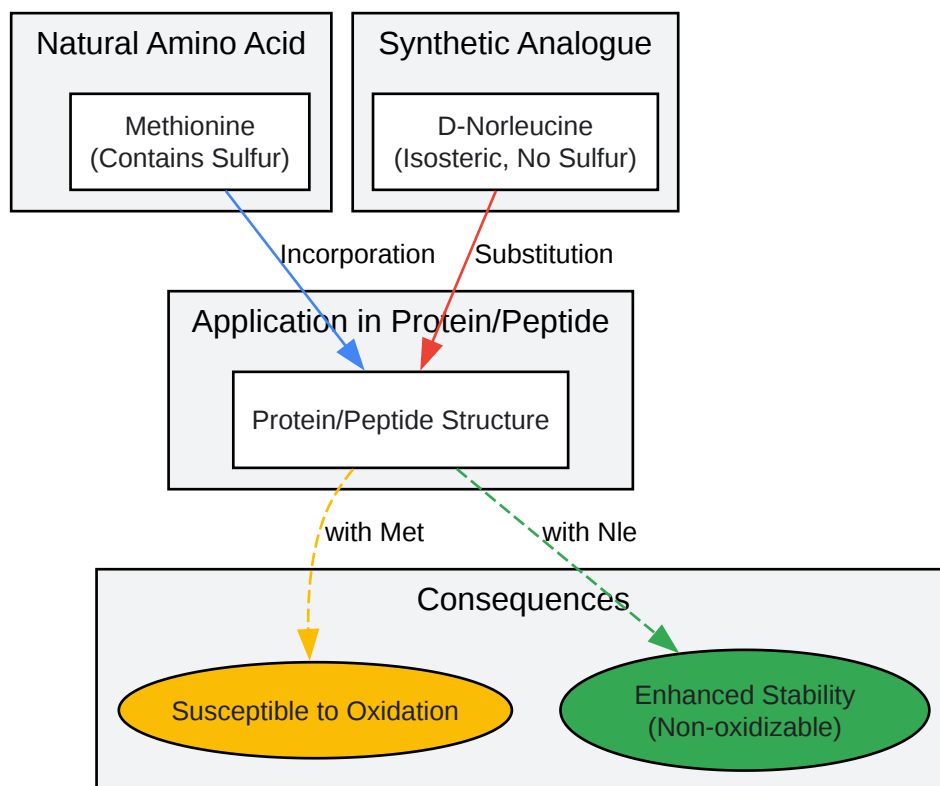 Natural Amino Acid
Synthetic Analogue
Methionine
(Contains Sulfur)
D-Norleucine
(Isosteric, No Sulfur)
Incorporation
Substitution
Application in Protein/Peptide
Protein/Peptide Structure
with Met
with Nle
Consequences
Susceptible to Oxidation
Enhanced Stability
(Non-oxidizable)